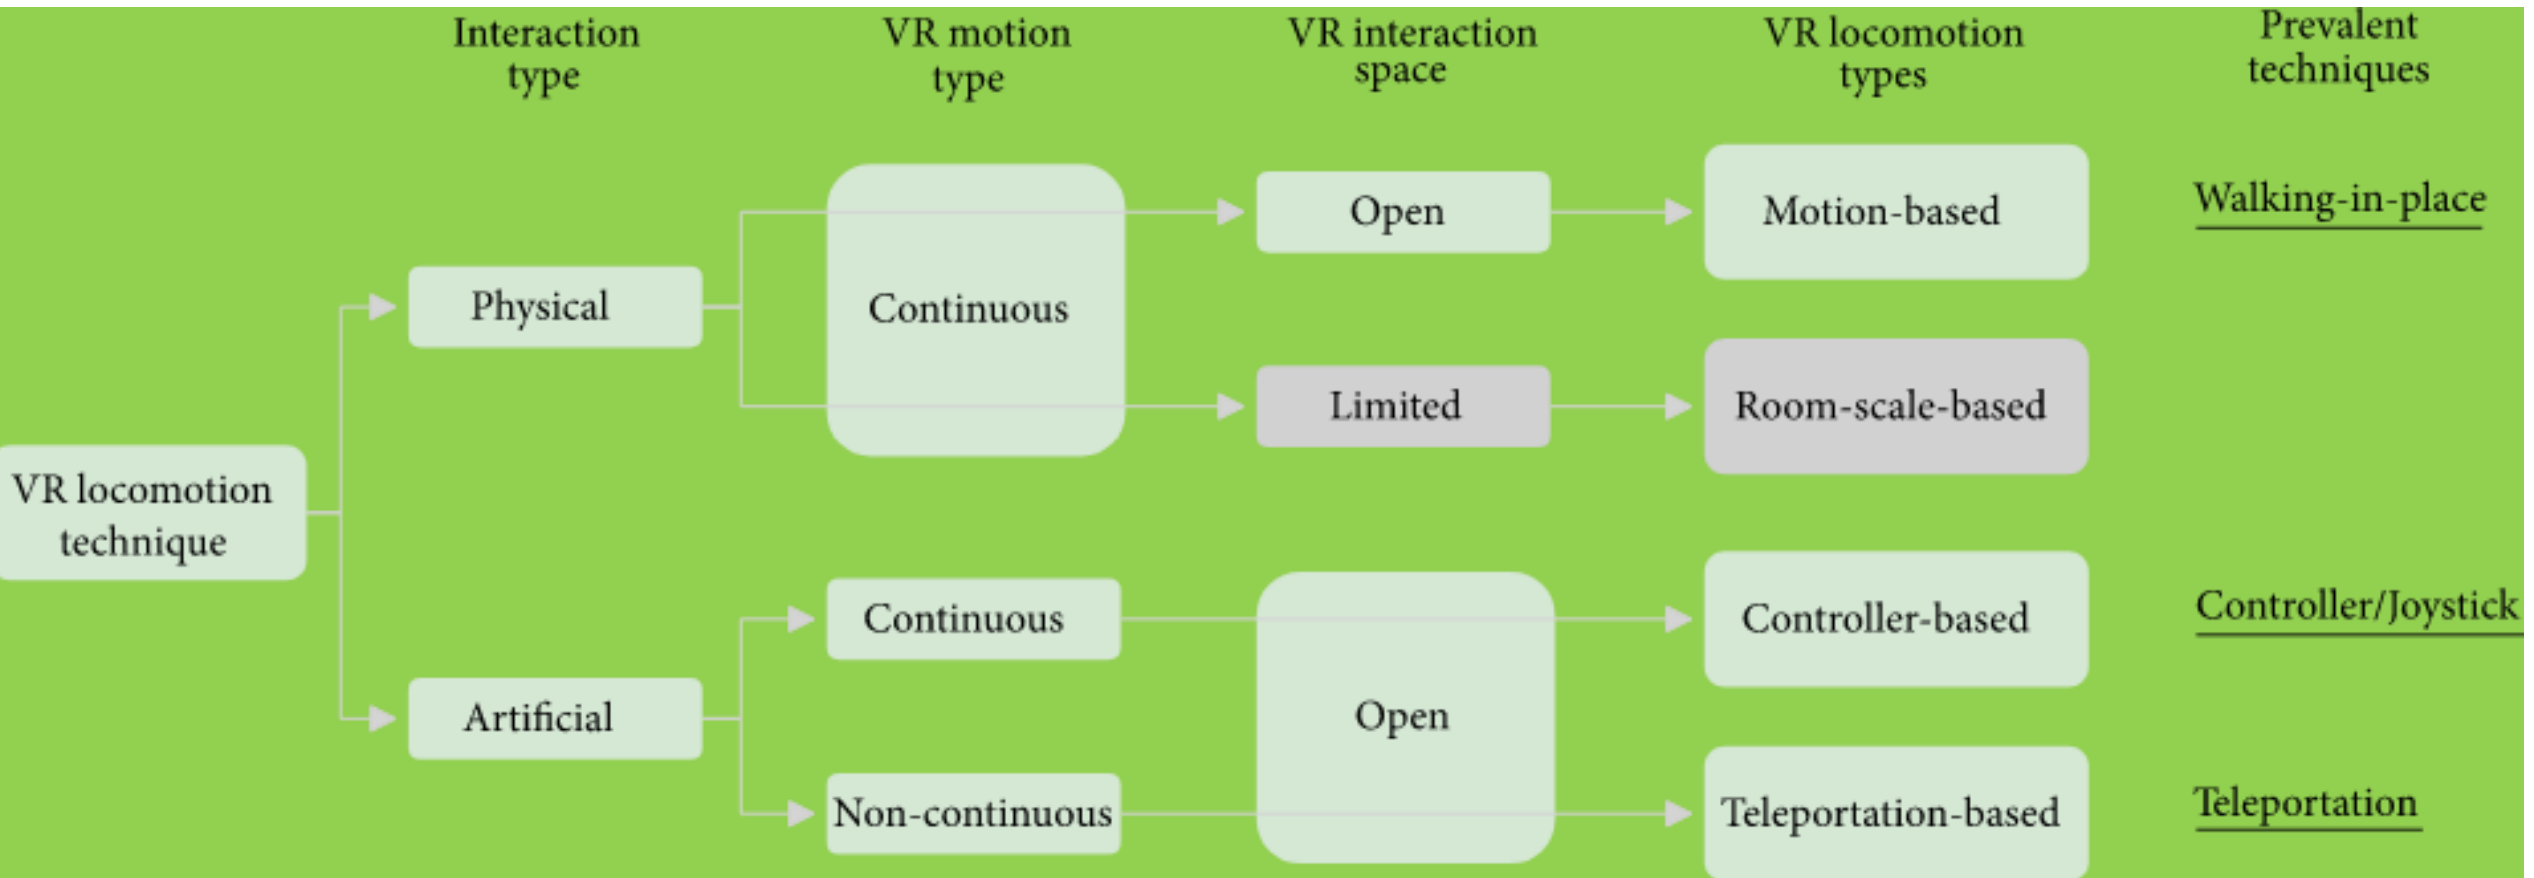 Interaction
type
VR motion
type
VR interaction
space
VR locomotion
types
Prevalent
techniques
Open
Motion-based
Walking-in-place
Physical
Continuous
Limited
Room-scale-based
VR locomotion
technique
Continuous
Controller-based
Controller/Joystick
Artificial
Open
Non-continuous
Teleportation-based
Teleportation